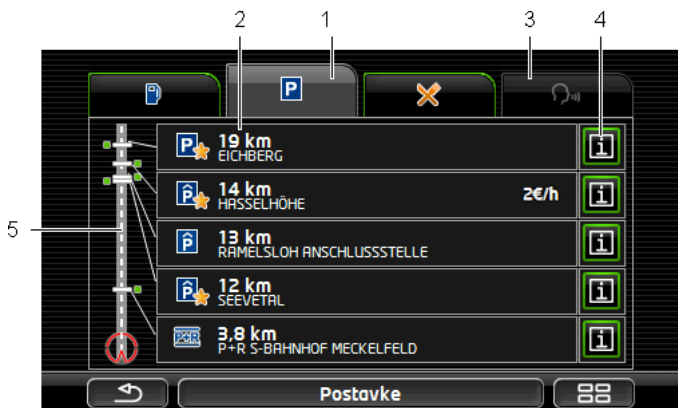 2 1 3 4
P
P 19 km
EICHBERG
P 14 km 2€/h
HASSELHÖHE
5
P 13 km
RAMELSLOH ANSCHLUSSSTELLE
P 12 km
SEEVETAL
P+R 3,8 km
P+R S-BAHNHOF MECKELFELD
Postavke